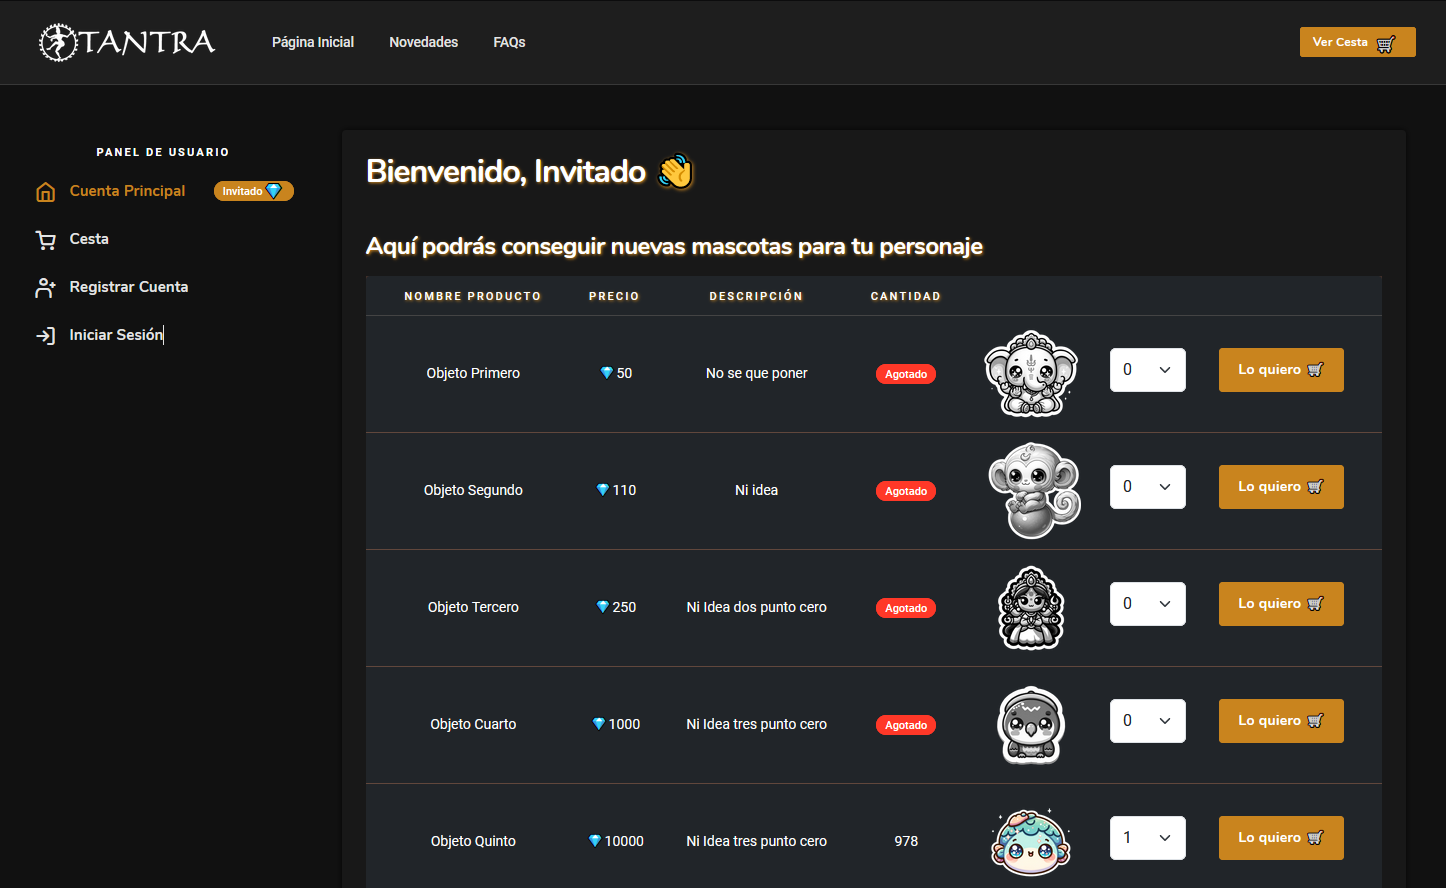 TANTRA
Página Inicial
Novedades
FAQs
Ver Cesta
PANEL DE USUARIO
Cuenta Principal
Invitado
Cesta
Registrar Cuenta
Iniciar Sesión
Bienvenido, Invitado
Aquí podrás conseguir nuevas mascotas para tu personaje
NOMBRE PRODUCTO PRECIO DESCRIPCIÓN CANTIDAD
Objeto Primero 50 No se que poner Agotado 0 Lo quiero
Objeto Segundo 110 Ni idea Agotado 0 Lo quiero
Objeto Tercero 250 Ni Idea dos punto cero Agotado 0 Lo quiero
Objeto Cuarto 1000 Ni Idea tres punto cero Agotado 0 Lo quiero
Objeto Quinto 10000 Ni Idea tres punto cero 978 1 Lo quiero